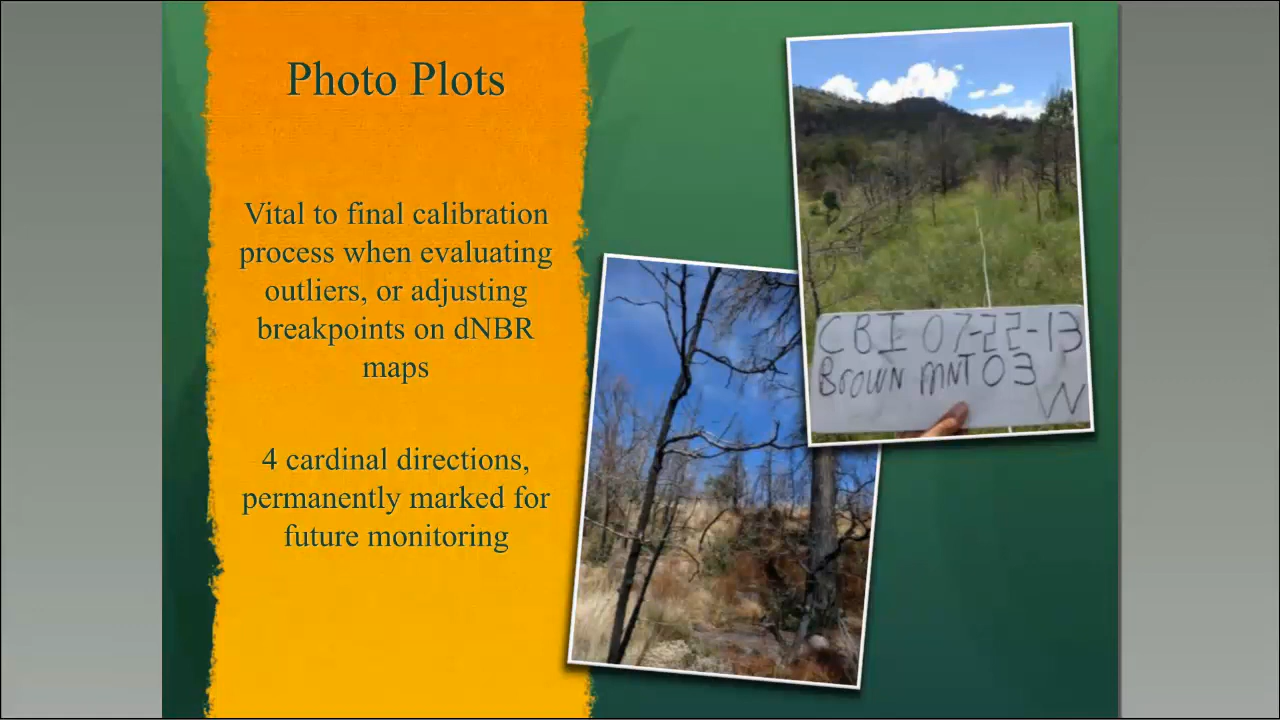 Photo Plots
Vital to final calibration
process when evaluating
outliers, or adjusting
breakpoints on dNBR
maps
4 cardinal directions,
permanently marked for
future monitoring
CBI 07-22-13
BROWN MNT 03
W